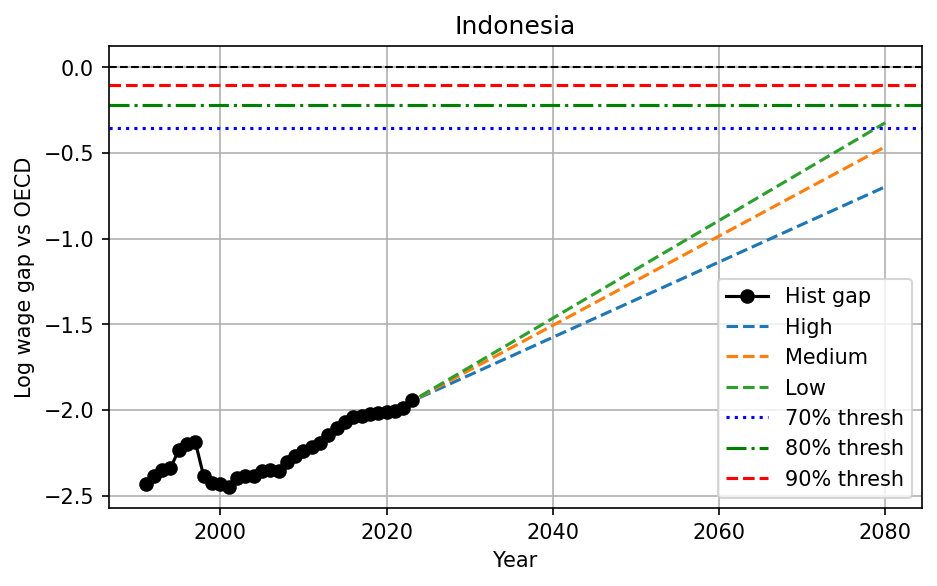 Indonesia
0.0
−0.5
−1.0
−1.5
−2.0
−2.5
Log wage gap vs OECD
2000
2020
2040
2060
2080
Year
Hist gap
High
Medium
Low
70% thresh
80% thresh
90% thresh